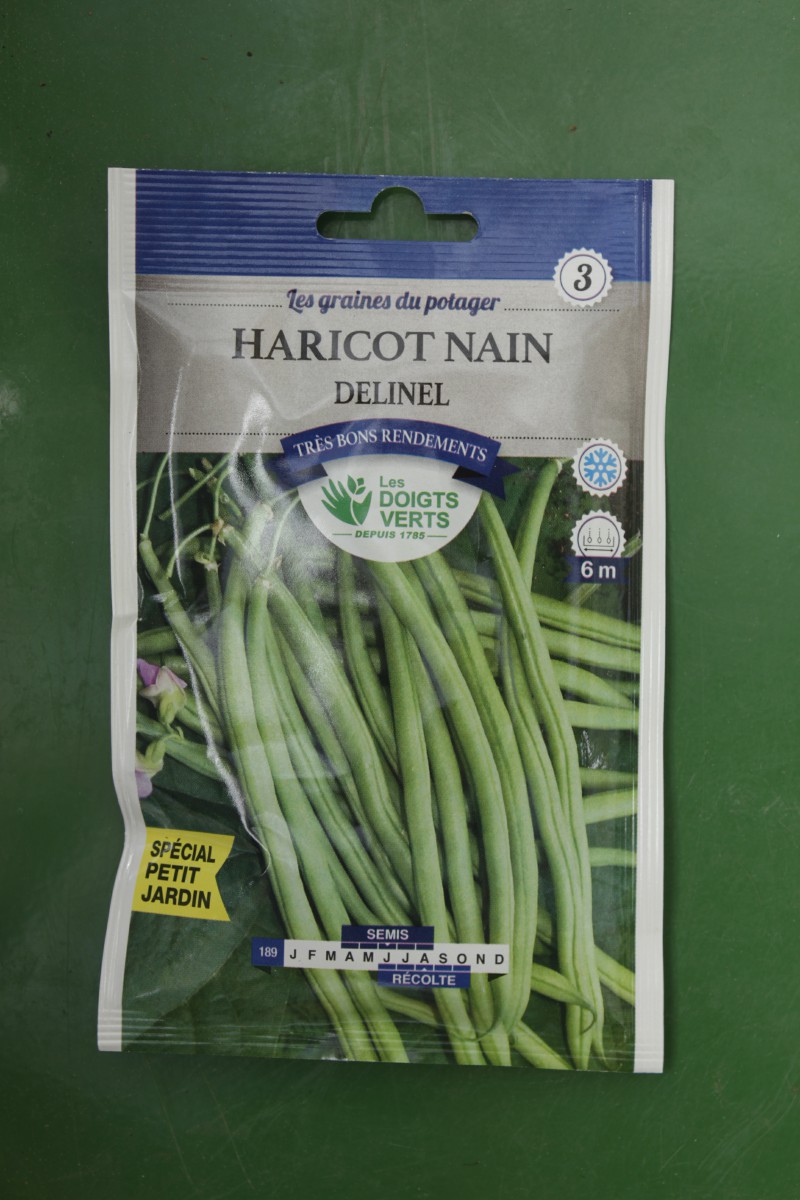 3
Les graines du potager
HARICOT NAIN
DELINEL
TRÈS BONS RENDEMENTS
Les
DOIGTS
VERTS
DEPUIS 1785
6 m
SPÉCIAL
PETIT
JARDIN
SEMIS
189 J F M A M J J A S O N D
RÉCOLTE